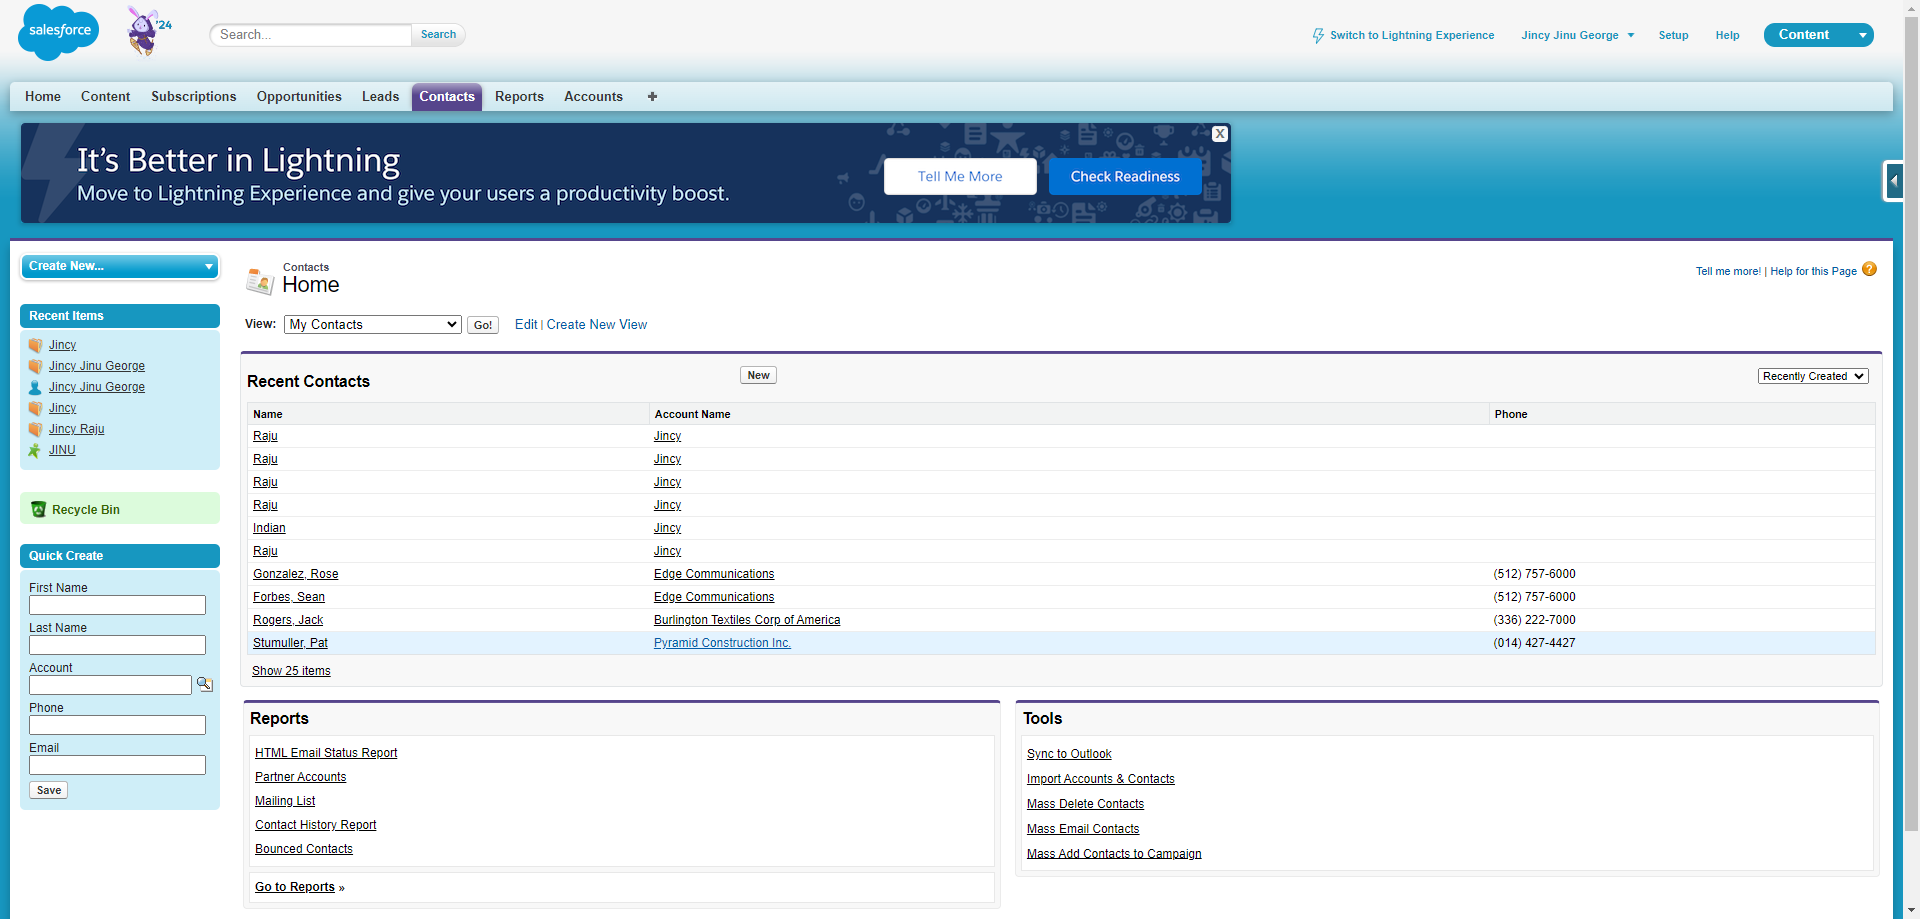 salesforce
'24
Search...
Search
Switch to Lightning Experience
Jincy Jinu George
Setup
Help
Content
Home
Content
Subscriptions
Opportunities
Leads
Contacts
Reports
Accounts
+
It's Better in Lightning
Move to Lightning Experience and give your users a productivity boost.
Tell Me More
Check Readiness
X
Create New...
Recent Items
Jincy
Jincy Jinu George
Jincy Jinu George
Jincy
Jincy Raju
JINU
Recycle Bin
Quick Create
First Name
Last Name
Account
Phone
Email
Save
Contacts
Home
Tell me more! | Help for this Page ?
View: My Contacts Go! Edit | Create New View
Recent Contacts New Recently Created
Name Account Name Phone
Raju Jincy
Raju Jincy
Raju Jincy
Raju Jincy
Indian Jincy
Raju Jincy
Gonzalez, Rose Edge Communications (512) 757-6000
Forbes, Sean Edge Communications (512) 757-6000
Rogers, Jack Burlington Textiles Corp of America (336) 222-7000
Stumuller, Pat Pyramid Construction Inc. (014) 427-4427
Show 25 items
Reports
HTML Email Status Report
Partner Accounts
Mailing List
Contact History Report
Bounced Contacts
Go to Reports »
Tools
Sync to Outlook
Import Accounts & Contacts
Mass Delete Contacts
Mass Email Contacts
Mass Add Contacts to Campaign